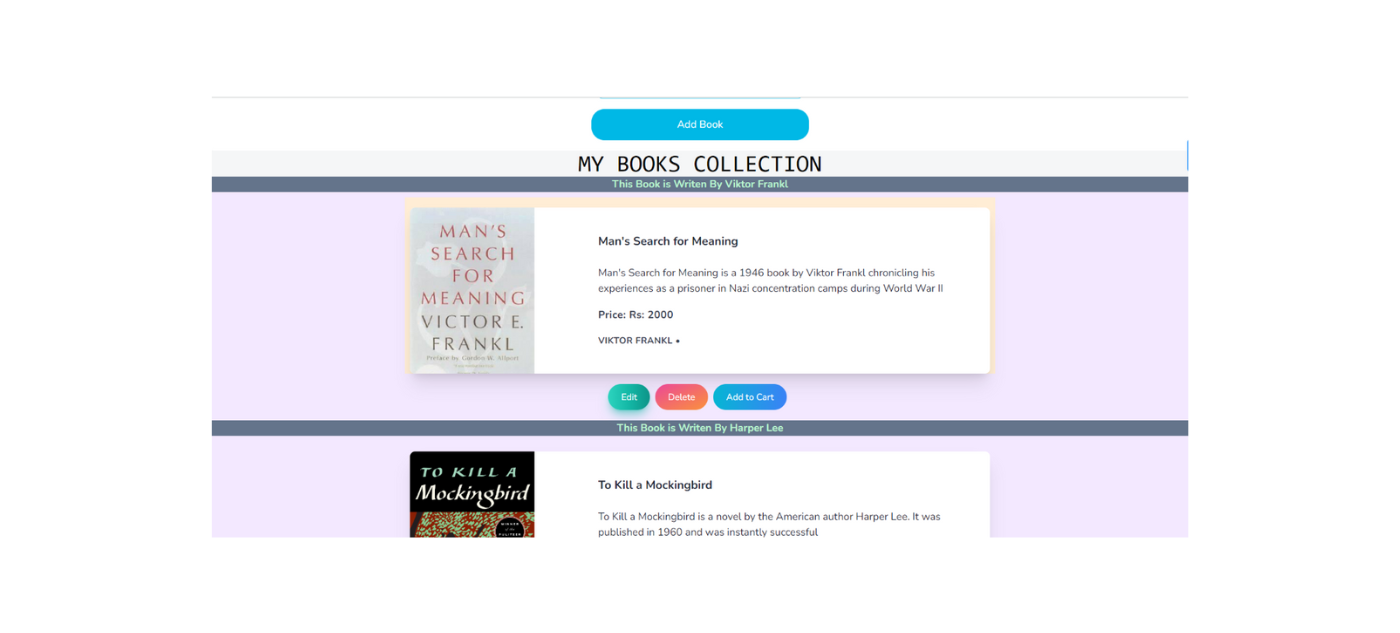 Add Book
MY BOOKS COLLECTION
This Book is Writen By Viktor Frankl
MAN'S
SEARCH
FOR
MEANING
VICTOR E.
FRANKL
Preface by Gordon W. Allport
Man's Search for Meaning
Man's Search for Meaning is a 1946 book by Viktor Frankl chronicling his
experiences as a prisoner in Nazi concentration camps during World War II
Price: Rs: 2000
VIKTOR FRANKL •
Edit
Delete
Add to Cart
This Book is Writen By Harper Lee
TO KILL A
Mockingbird
WINNER
of the
PULITZER
To Kill a Mockingbird
To Kill a Mockingbird is a novel by the American author Harper Lee. It was
published in 1960 and was instantly successful